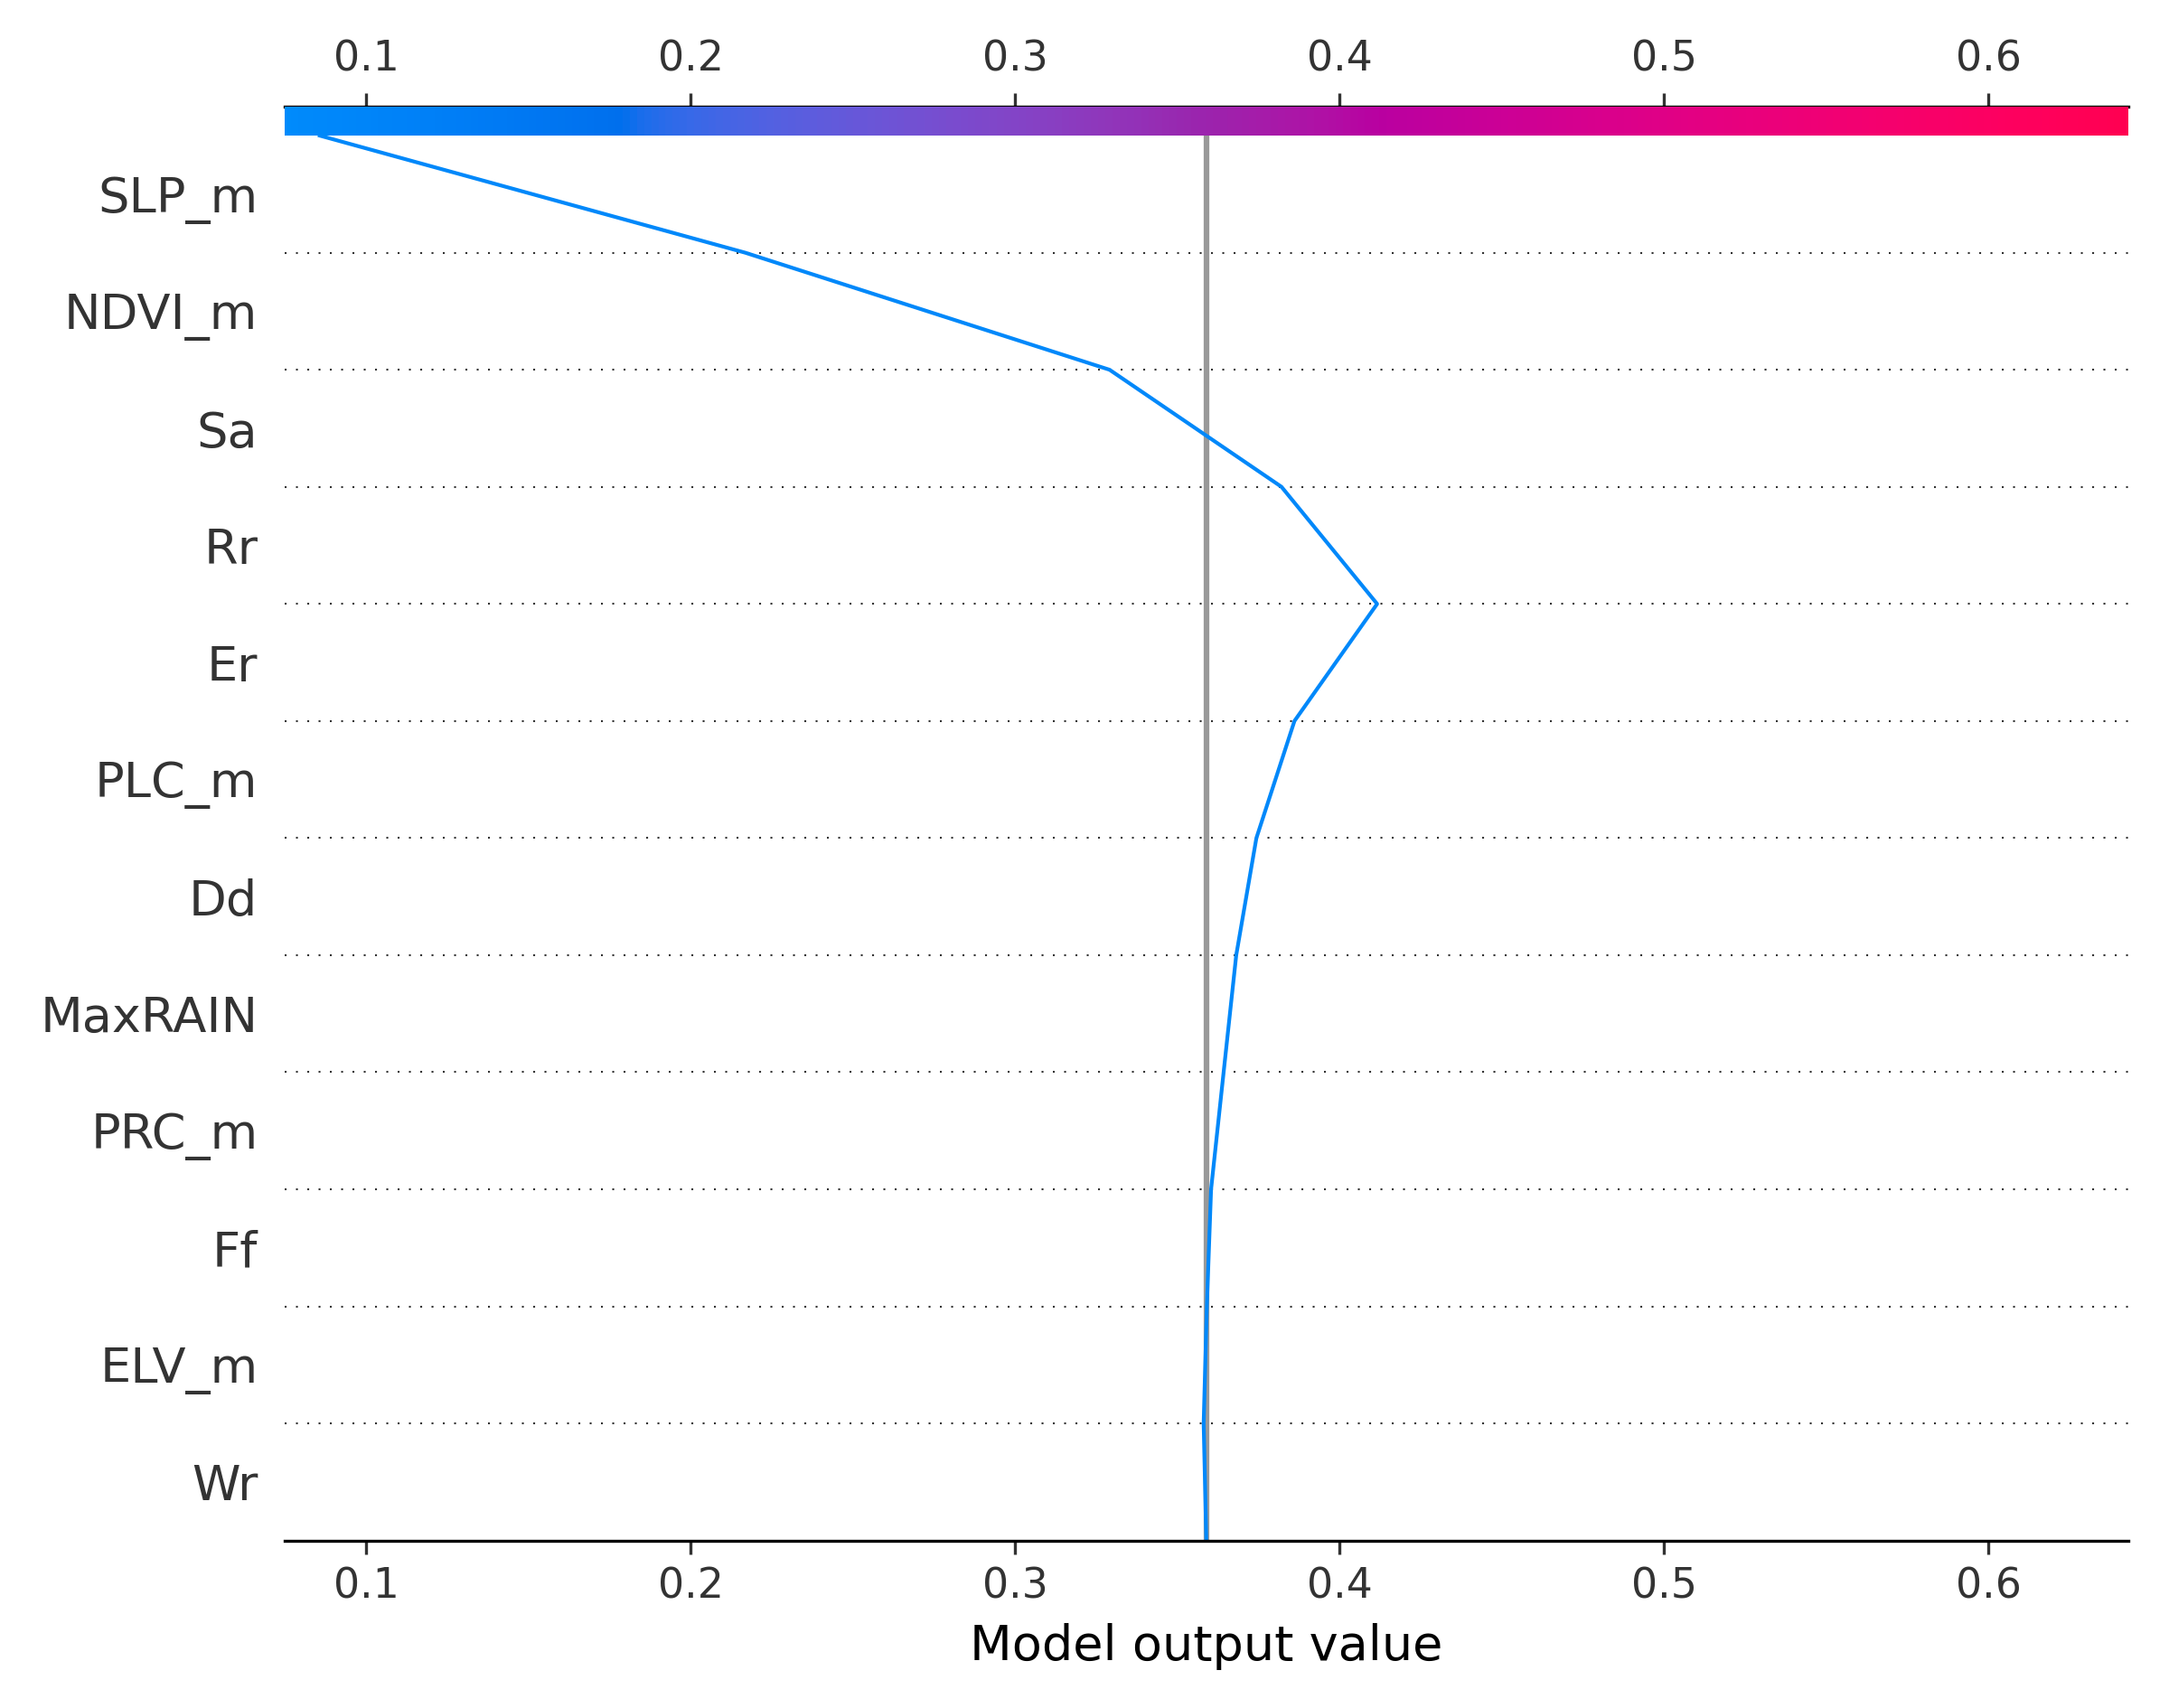 0.1 0.2 0.3 0.4 0.5 0.6
SLP_m
NDVI_m
Sa
Rr
Er
PLC_m
Dd
MaxRAIN
PRC_m
Ff
ELV_m
Wr
0.1 0.2 0.3 0.4 0.5 0.6
Model output value